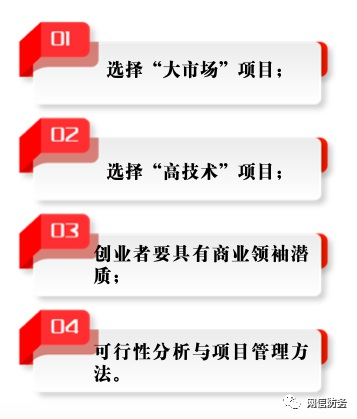 01
选择“大市场”项目；
02
选择“高技术”项目；
03
创业者要具有商业领袖潜
质；
04
可行性分析与项目管理方
法。
网信防务